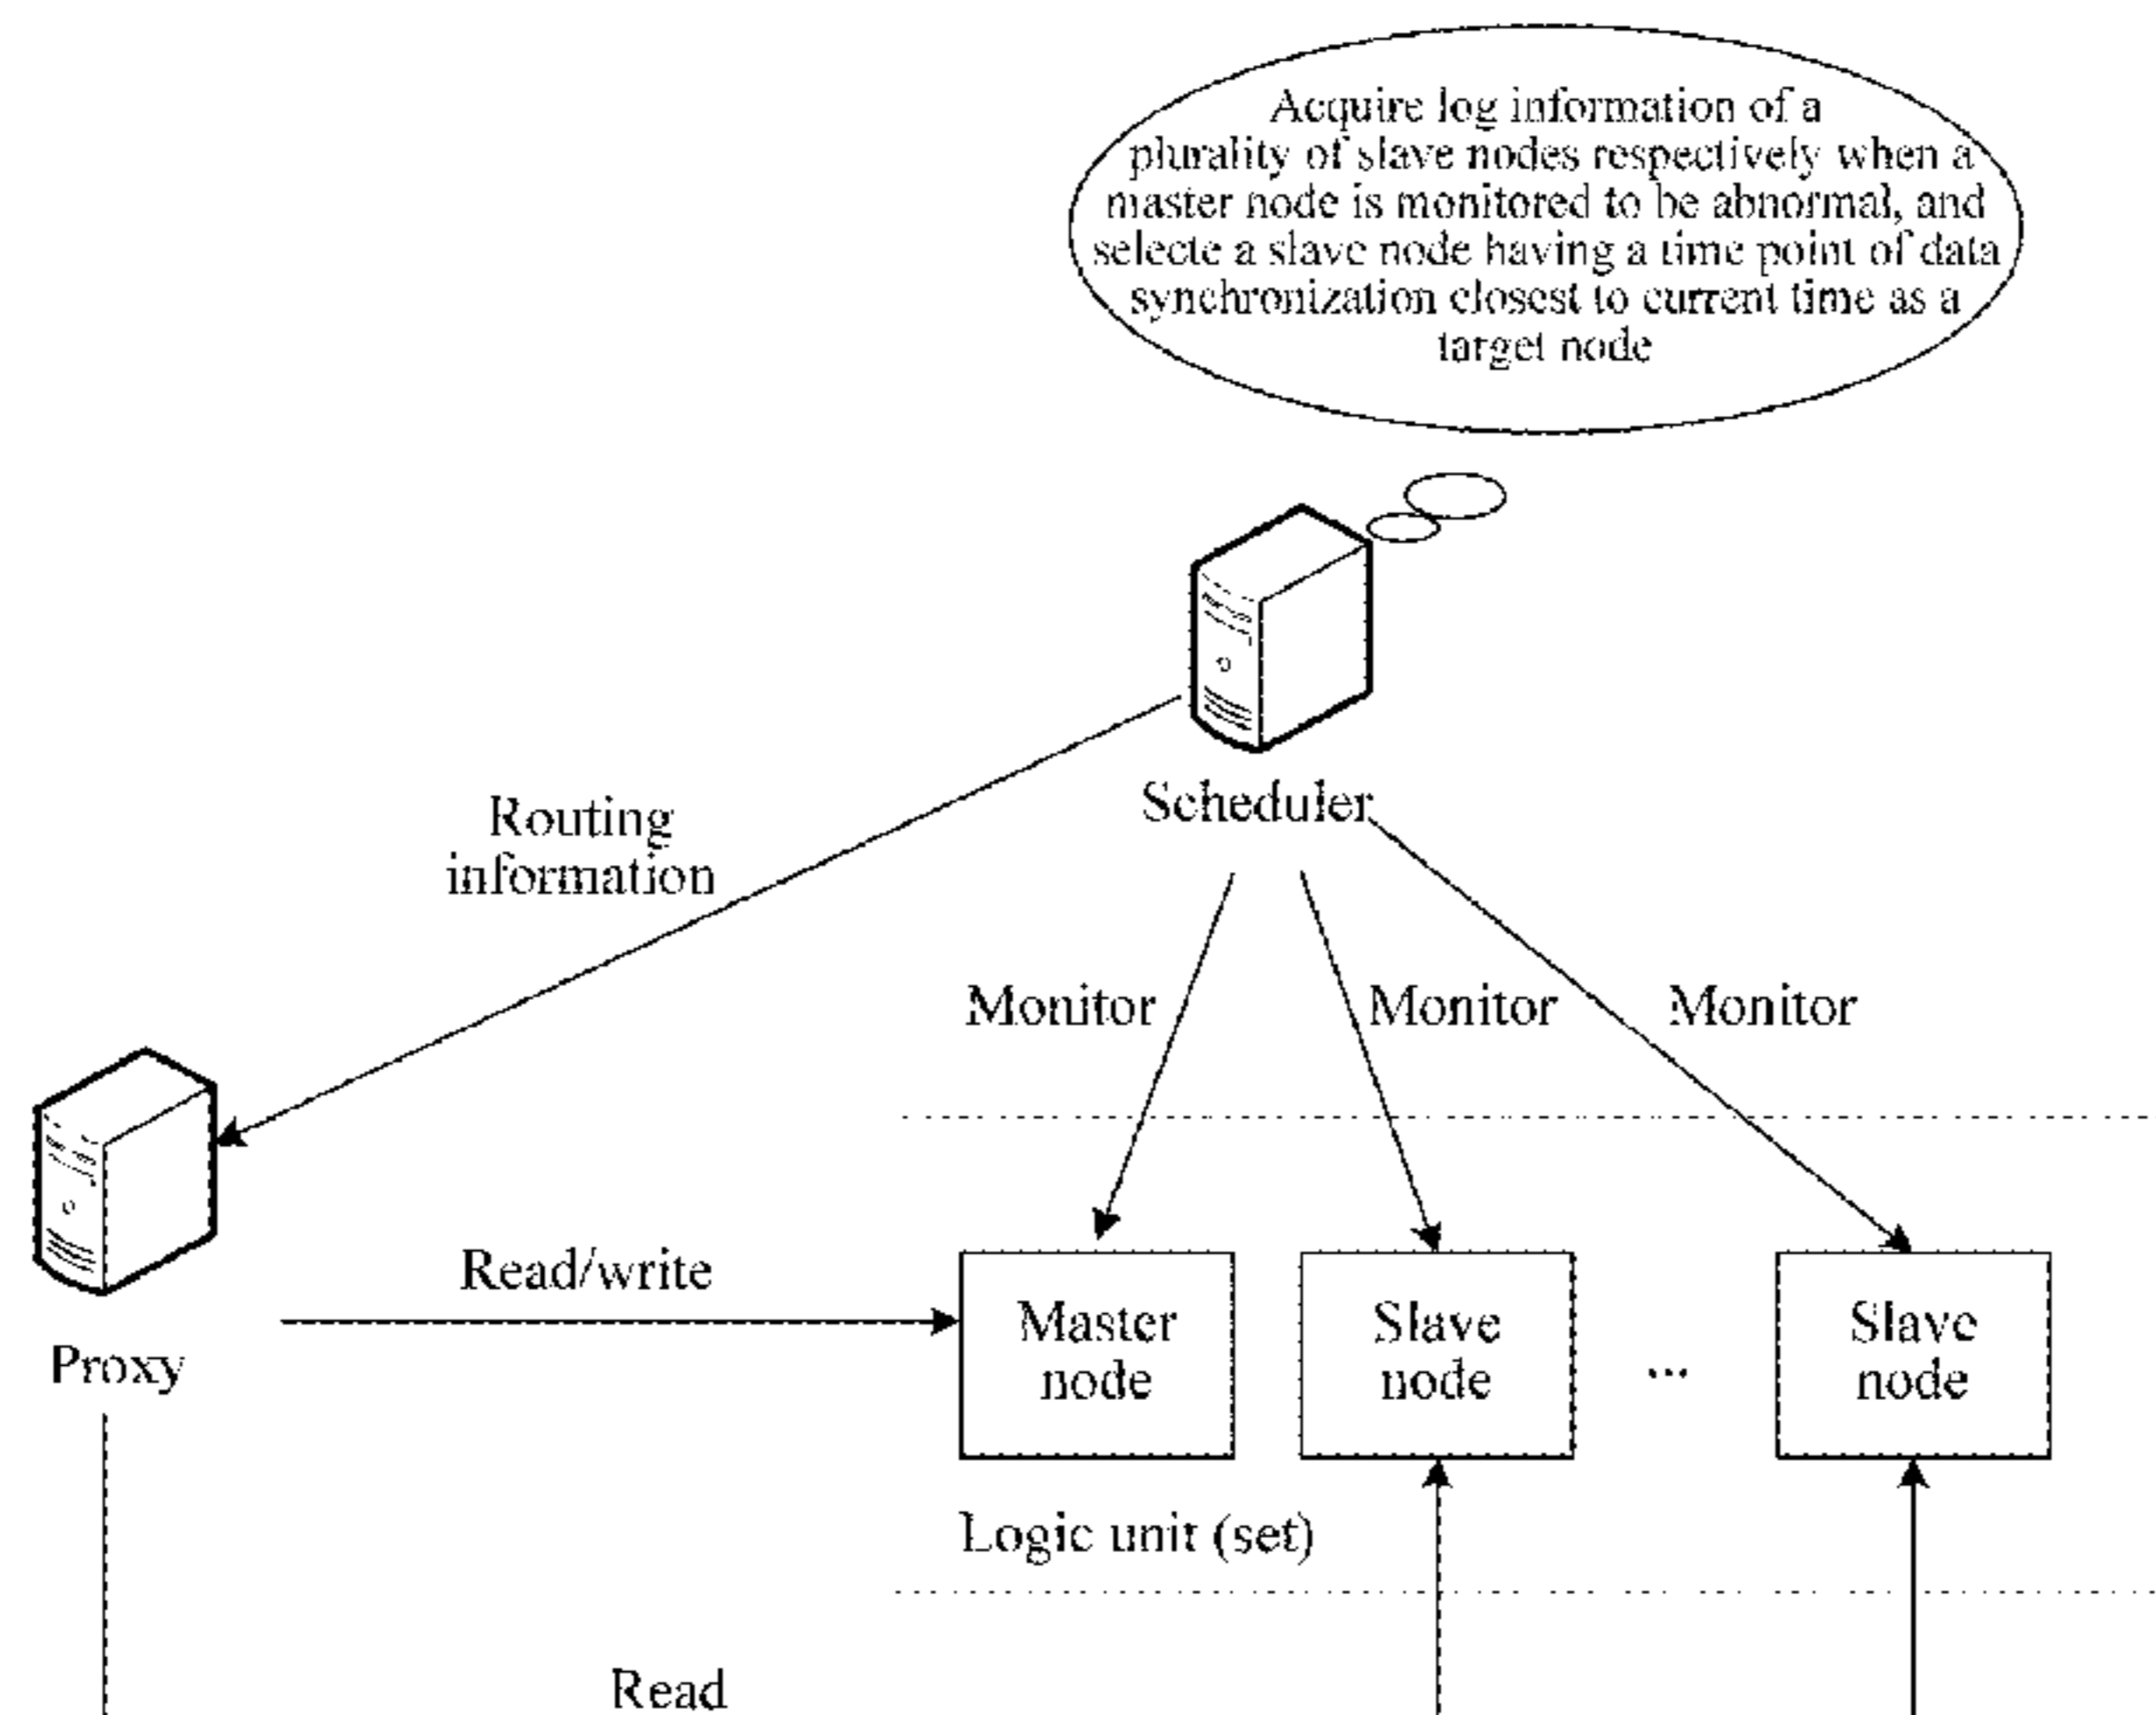 Acquire log information of a
plurality of slave nodes respectively when a
master node is monitored to be abnormal, and
selecte a slave node having a time point of data
synchronization closest to current time as a
target node
Scheduler
Routing
information
Monitor
Monitor
Monitor
Read/write
Proxy
Master
node
Slave
node
...
Slave
node
Logic unit (set)
Read